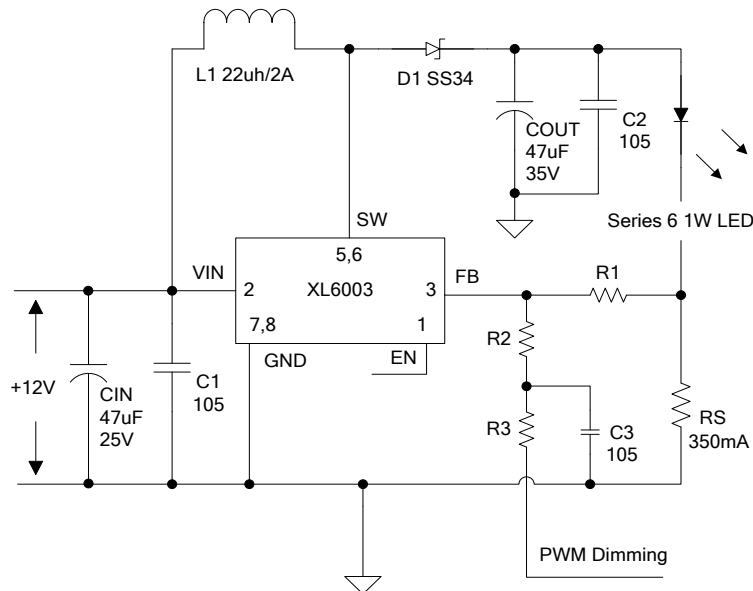 L1 22uh/2A
D1 SS34
COUT
47uF
35V
C2
105
SW
Series 6 1W LED
VIN
5,6
FB
R1
2
XL6003
3
7,8
1
R2
GND
EN
+12V
CIN
47uF
25V
C1
105
R3
C3
105
RS
350mA
PWM Dimming